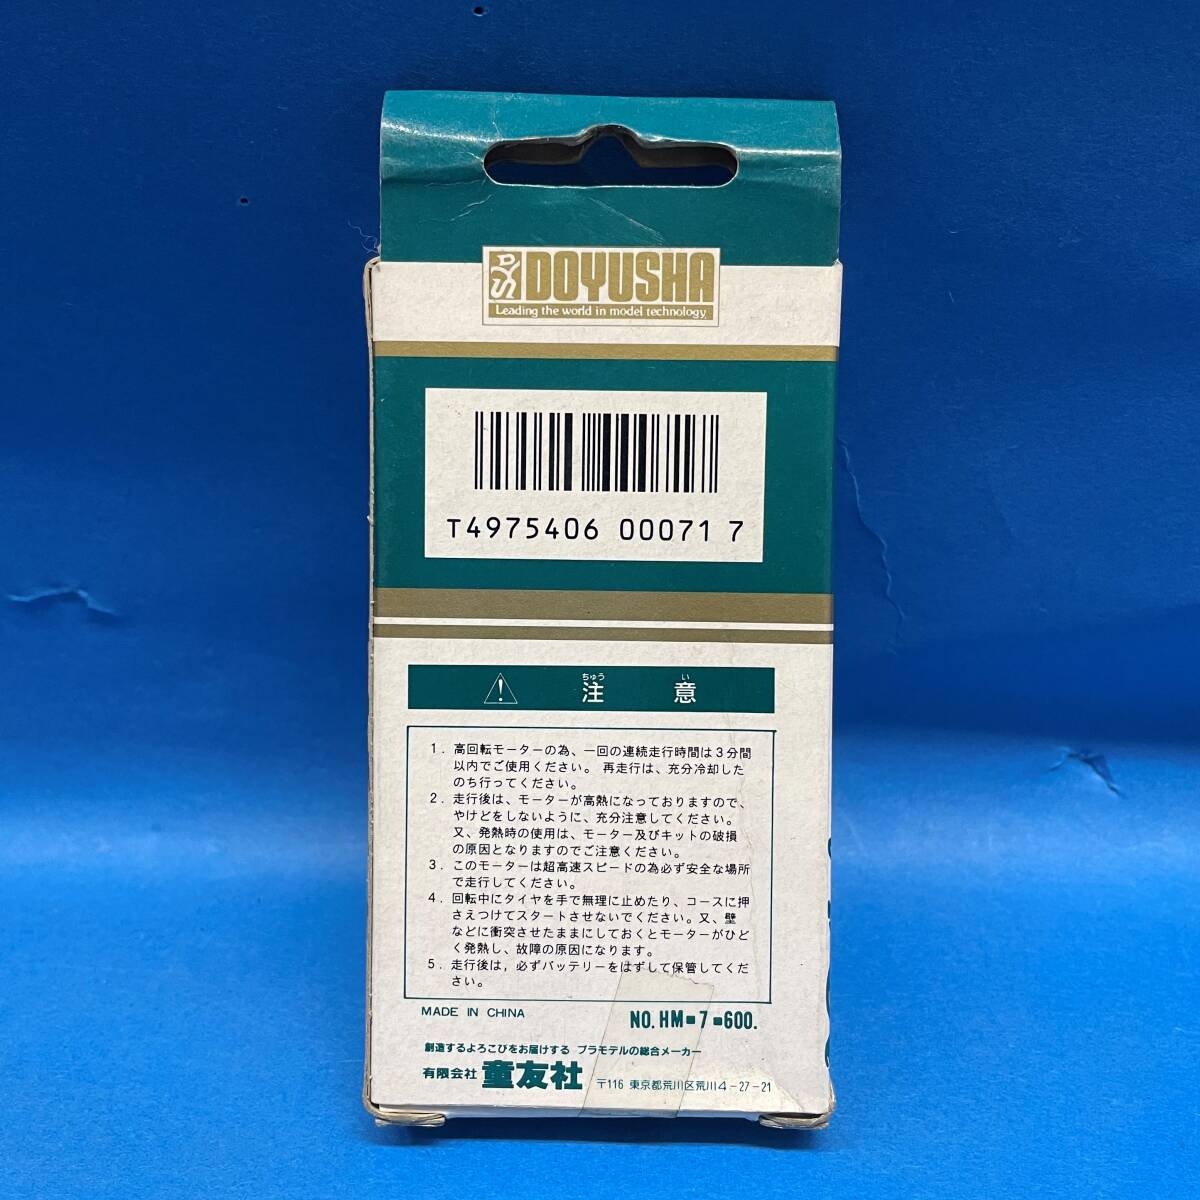 DOYUSHA
Leading the world in model technology.
T4975406 00071 7
ちゅう い
注 意
1. 高回転モーターの為、一回の連続走行時間は3分間
以内でご使用ください。再走行は、充分冷却した
のち行ってください。
2. 走行後は、モーターが高熱になっておりますので、
やけどをしないように、充分注意してください。
又、発熱時の使用は、モーター及びキットの破損
の原因となりますのでご注意ください。
3. このモーターは超高速スピードの為必ず安全な場所
で走行してください。
4. 回転中にタイヤを手で無理に止めたり、コースに押
さえつけてスタートさせないでください。又、壁
などに衝突させたままにしておくとモーターがひど
く発熱し、故障の原因になります。
5. 走行後は,必ずバッテリーをはずして保管してくだ
さい。
MADE IN CHINA
NO. HM-7-600.
創造するよろこびをお届けする プラモデルの総合メーカー
有限会社 童友社 〒116 東京都荒川区荒川4-27-21